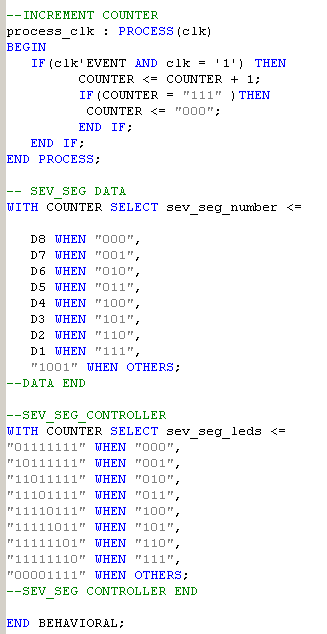 --INCREMENT COUNTER
process_clk : PROCESS(clk)
BEGIN
IF(clk'EVENT AND clk = '1') THEN
COUNTER <= COUNTER + 1;
IF(COUNTER = "111" )THEN
COUNTER <= "000";
END IF;
END IF;
END PROCESS;
-- SEV_SEG DATA
WITH COUNTER SELECT sev_seg_number <=
D8 WHEN "000",
D7 WHEN "001",
D6 WHEN "010",
D5 WHEN "011",
D4 WHEN "100",
D3 WHEN "101",
D2 WHEN "110",
D1 WHEN "111",
"1001" WHEN OTHERS;
--DATA END
--SEV_SEG_CONTROLLER
WITH COUNTER SELECT sev_seg_leds <=
"01111111" WHEN "000",
"10111111" WHEN "001",
"11011111" WHEN "010",
"11101111" WHEN "011",
"11110111" WHEN "100",
"11111011" WHEN "101",
"11111101" WHEN "110",
"11111110" WHEN "111",
"00001111" WHEN OTHERS;
--SEV_SEG CONTROLLER END
END BEHAVIORAL;